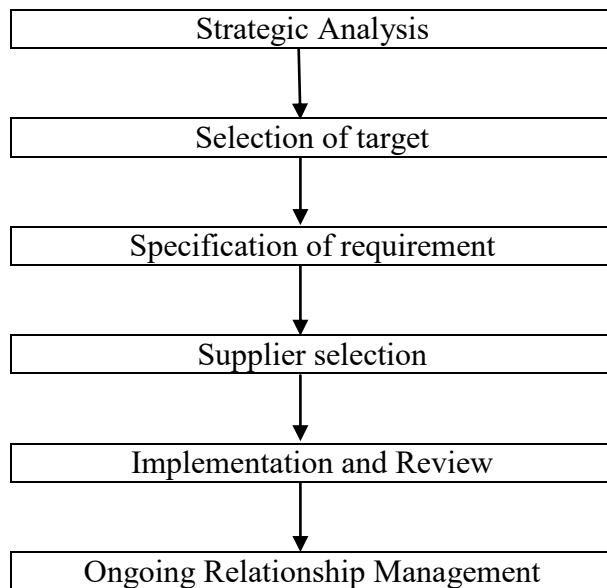 Strategic Analysis
Selection of target
Specification of requirement
Supplier selection
Implementation and Review
Ongoing Relationship Management